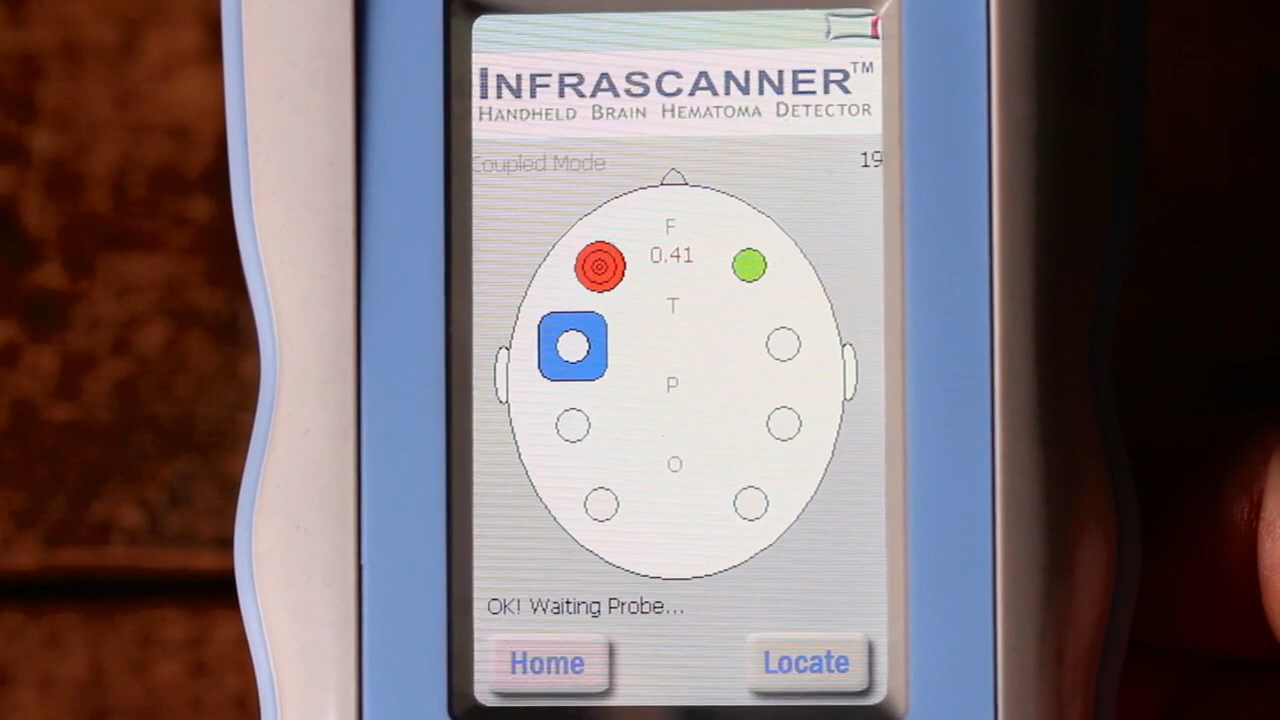 INFRASCANNER™
HANDHELD BRAIN HEMATOMA DETECTOR
Coupled Mode 19
F
0.41
T
P
O
OK! Waiting Probe...
Home Locate